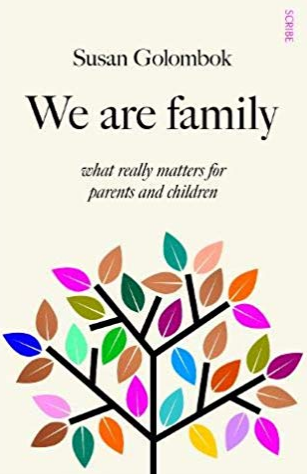 SCRIBE
Susan Golombok
We are family
what really matters for
parents and children